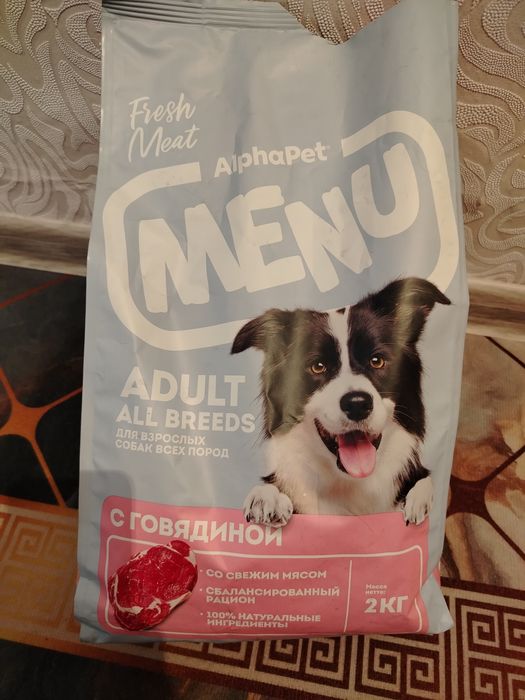 Fresh
Meat
AlphaPet
MENU
ADULT
ALL BREEDS
ДЛЯ ВЗРОСЛЫХ
СОБАК ВСЕХ ПОРОД
С ГОВЯДИНОЙ
• СО СВЕЖИМ МЯСОМ
• СБАЛАНСИРОВАННЫЙ
РАЦИОН
• 100% НАТУРАЛЬНЫЕ
ИНГРЕДИЕНТЫ
Масса
нетто:
2КГ